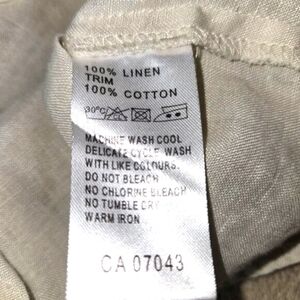 100% LINEN
TRIM
100% COTTON
30°C
MACHINE WASH COOL
DELICATE CYCLE WASH
WITH LIKE COLOURS.
DO NOT BLEACH
NO CHLORINE BLEACH
NO TUMBLE DRY
WARM IRON
CA 07043